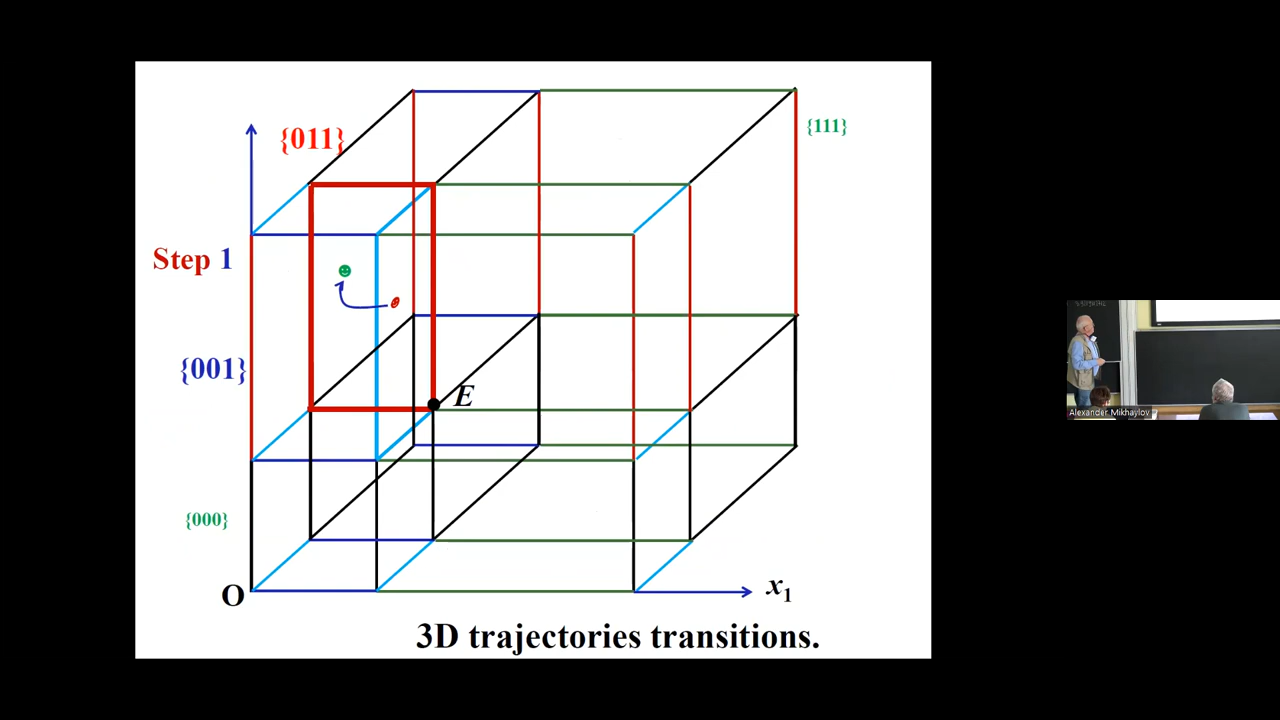 {011}
{111}
Step 1
{001}
E
{000}
O
x1
3D trajectories transitions.
Alexander Mikhaylov